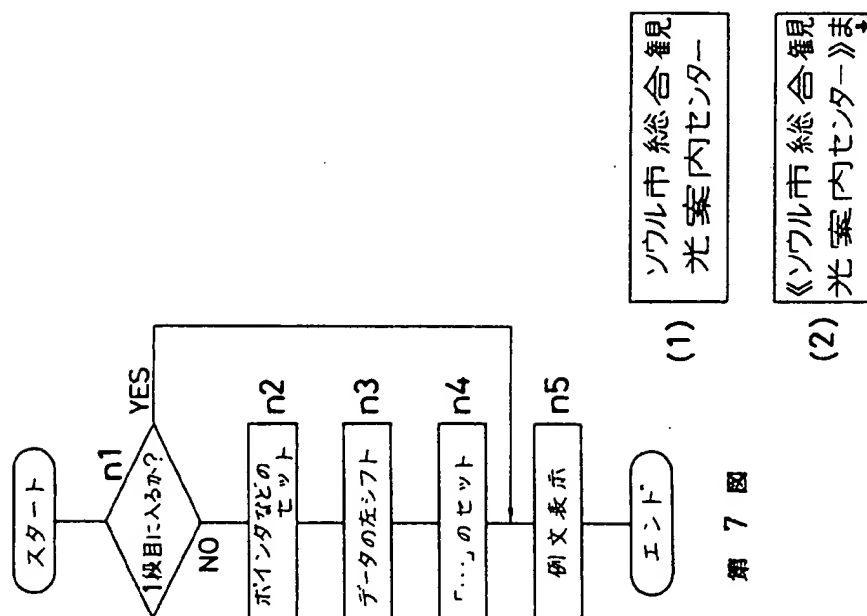 スタート
n1
1段目に入るか?
YES
NO
ポインタなどの
セット
n2
データの左シフト
n3
「…」のセット
n4
例文表示
n5
エンド
第 7 図
(1)
ソウル市総合観
光案内センター
(2)
《ソウル市総合観
光案内センター》ま